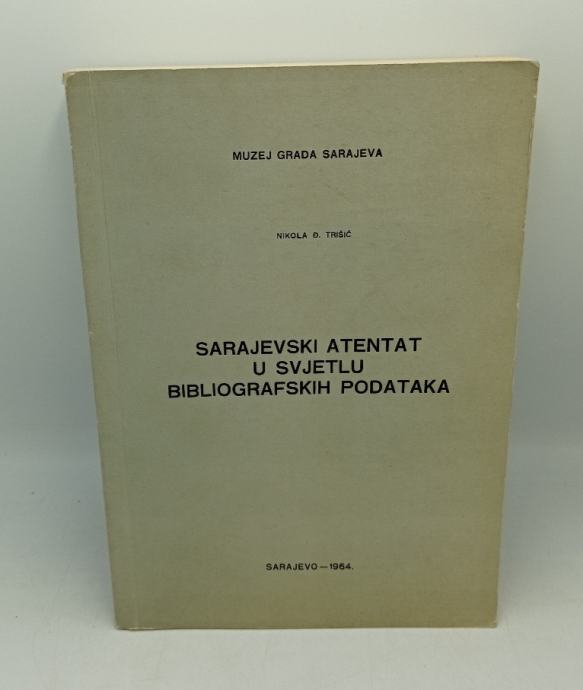 MUZEJ GRADA SARAJEVA
NIKOLA Đ. TRIŠIĆ
SARAJEVSKI ATENTAT
U SVJETLU
BIBLIOGRAFSKIH PODATAKA
SARAJEVO — 1964.